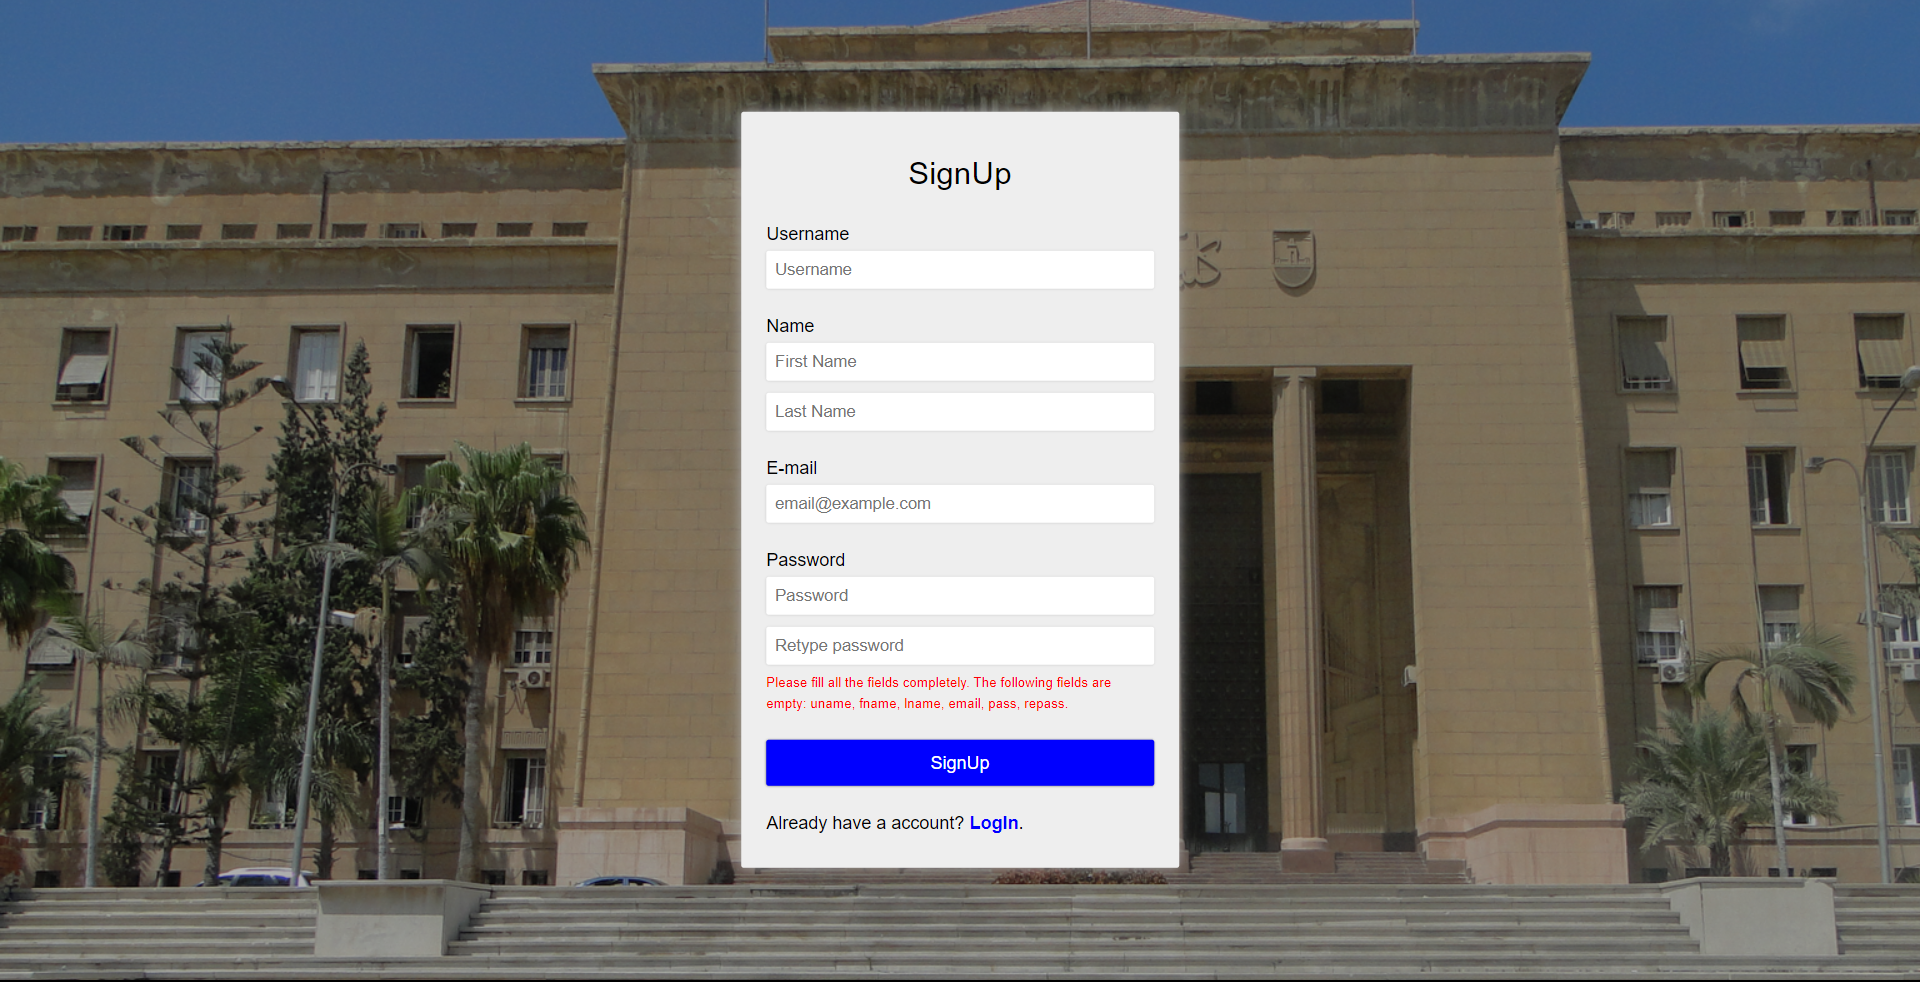 SignUp
Username
Username
Name
First Name
Last Name
E-mail
email@example.com
Password
Password
Retype password
Please fill all the fields completely. The following fields are
empty: uname, fname, lname, email, pass, repass.
SignUp
Already have a account? LogIn.